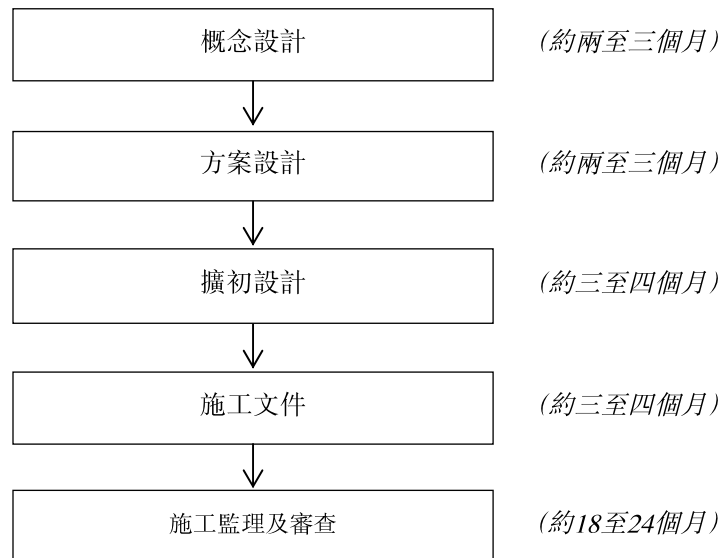 概念設計 (約兩至三個月)
方案設計 (約兩至三個月)
擴初設計 (約三至四個月)
施工文件 (約三至四個月)
施工監理及審查 (約18至24個月)